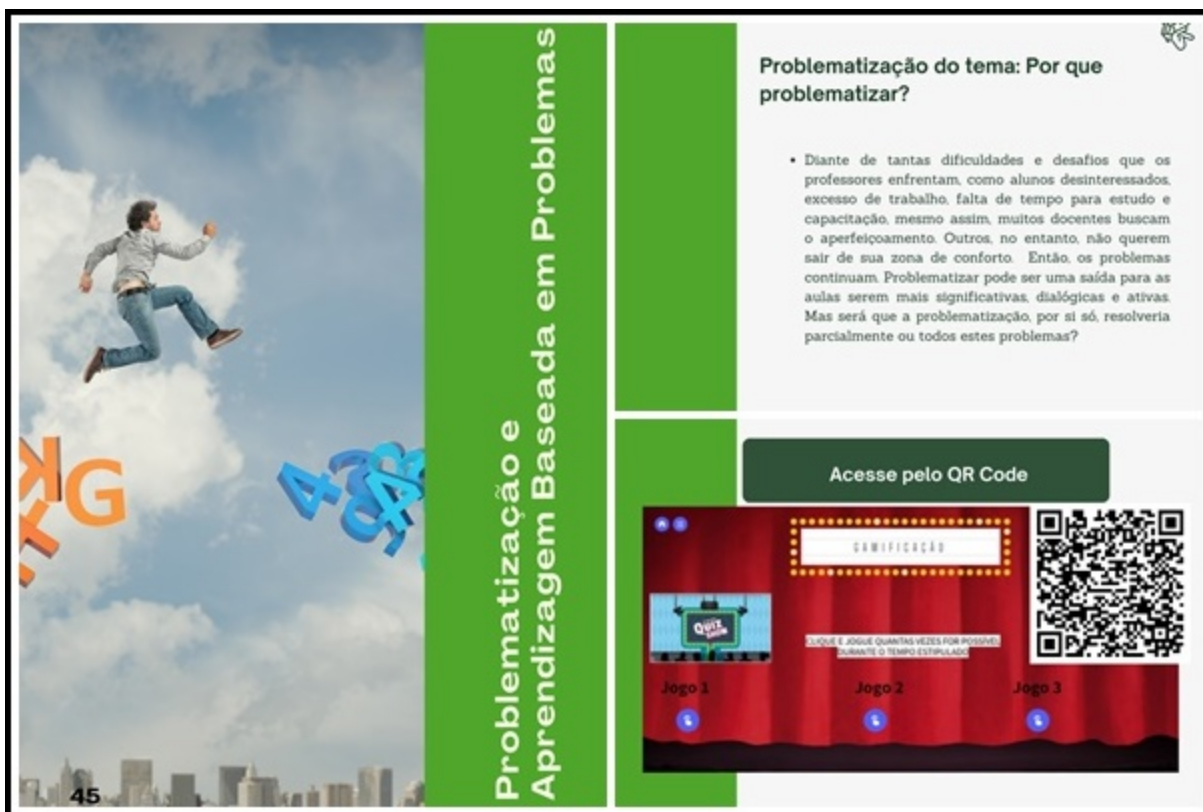 Problematização e
Aprendizagem Baseada em Problemas
45
Problematização do tema: Por que
problematizar?
• Diante de tantas dificuldades e desafios que os
professores enfrentam, como alunos desinteressados,
excesso de trabalho, falta de tempo para estudo e
capacitação, mesmo assim, muitos docentes buscam
o aperfeiçoamento. Outros, no entanto, não querem
sair de sua zona de conforto. Então, os problemas
continuam. Problematizar pode ser uma saída para as
aulas serem mais significativas, dialógicas e ativas.
Mas será que a problematização, por si só, resolveria
parcialmente ou todos estes problemas?
Acesse pelo QR Code
GAMIFICAÇÃO
QUIZ
SHOW
CLIQUE E JOGUE QUANTAS VEZES FOR POSSÍVEL
DURANTE O TEMPO ESTIPULADO
Jogo 1
Jogo 2
Jogo 3
K G
4 3
9 4